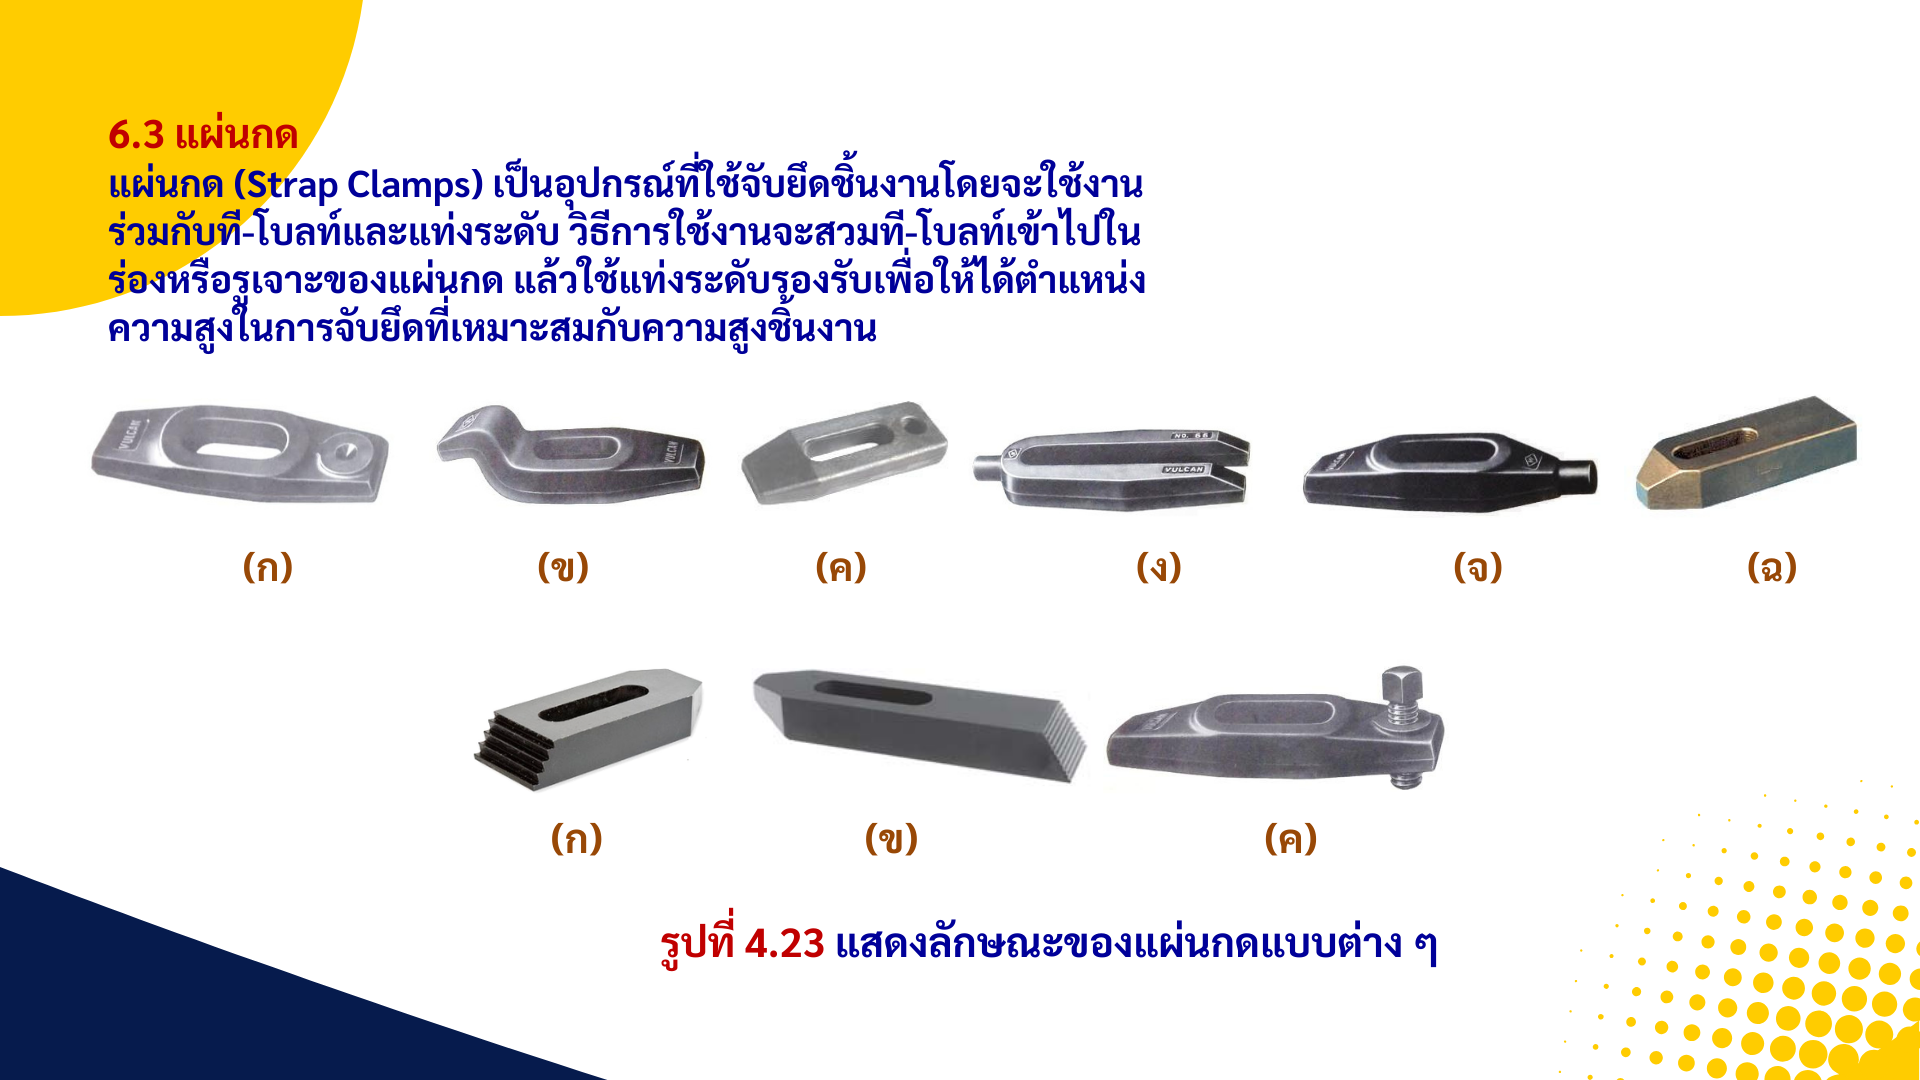 6.3 แผ่นกด
แผ่นกด (Strap Clamps) เป็นอุปกรณ์ที่ใช้จับยึดชิ้นงานโดยจะใช้งาน
ร่วมกับที-โบลท์และแท่งระดับ วิธีการใช้งานจะสวมที-โบลท์เข้าไปใน
ร่องหรือรูเจาะของแผ่นกด แล้วใช้แท่งระดับรองรับเพื่อให้ได้ตำแหน่ง
ความสูงในการจับยึดที่เหมาะสมกับความสูงชิ้นงาน
VULCAN
VULCAN
NO. 66
VULCAN
VULCAN
(ก) (ข) (ค) (ง) (จ) (ฉ)
(ก) (ข) (ค)
รูปที่ 4.23 แสดงลักษณะของแผ่นกดแบบต่าง ๆ